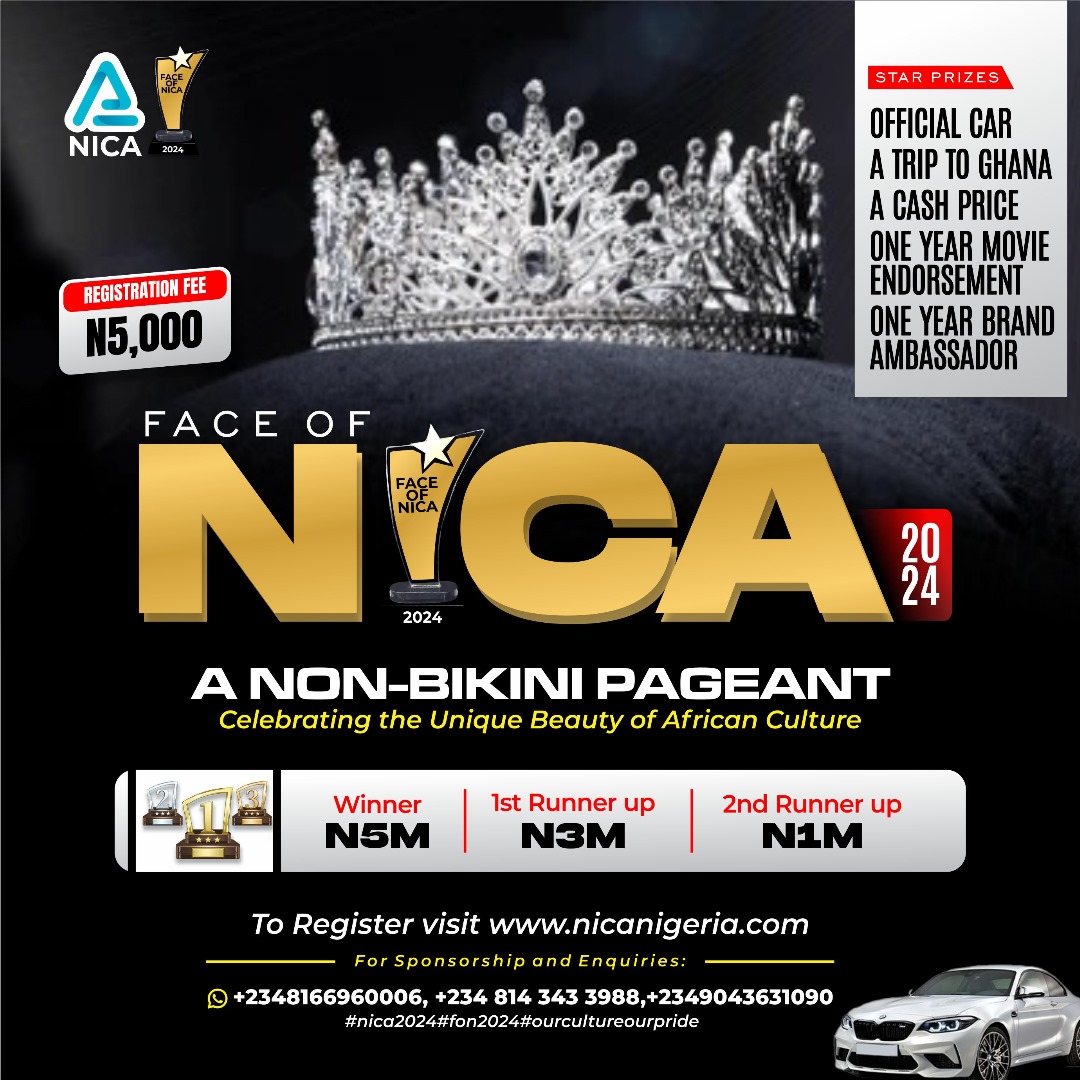 NICA
FACE
OF
NICA
2024
STAR PRIZES
OFFICIAL CAR
A TRIP TO GHANA
A CASH PRICE
ONE YEAR MOVIE
ENDORSEMENT
ONE YEAR BRAND
AMBASSADOR
REGISTRATION FEE
N5,000
FACE OF
NICA
FACE
OF
NICA
2024
20
24
A NON-BIKINI PAGEANT
Celebrating the Unique Beauty of African Culture
2 1 3
Winner
N5M
1st Runner up
N3M
2nd Runner up
N1M
To Register visit www.nicanigeria.com
For Sponsorship and Enquiries:
+2348166960006, +234 814 343 3988,+2349043631090
#nica2024#fon2024#ourcultureourpride